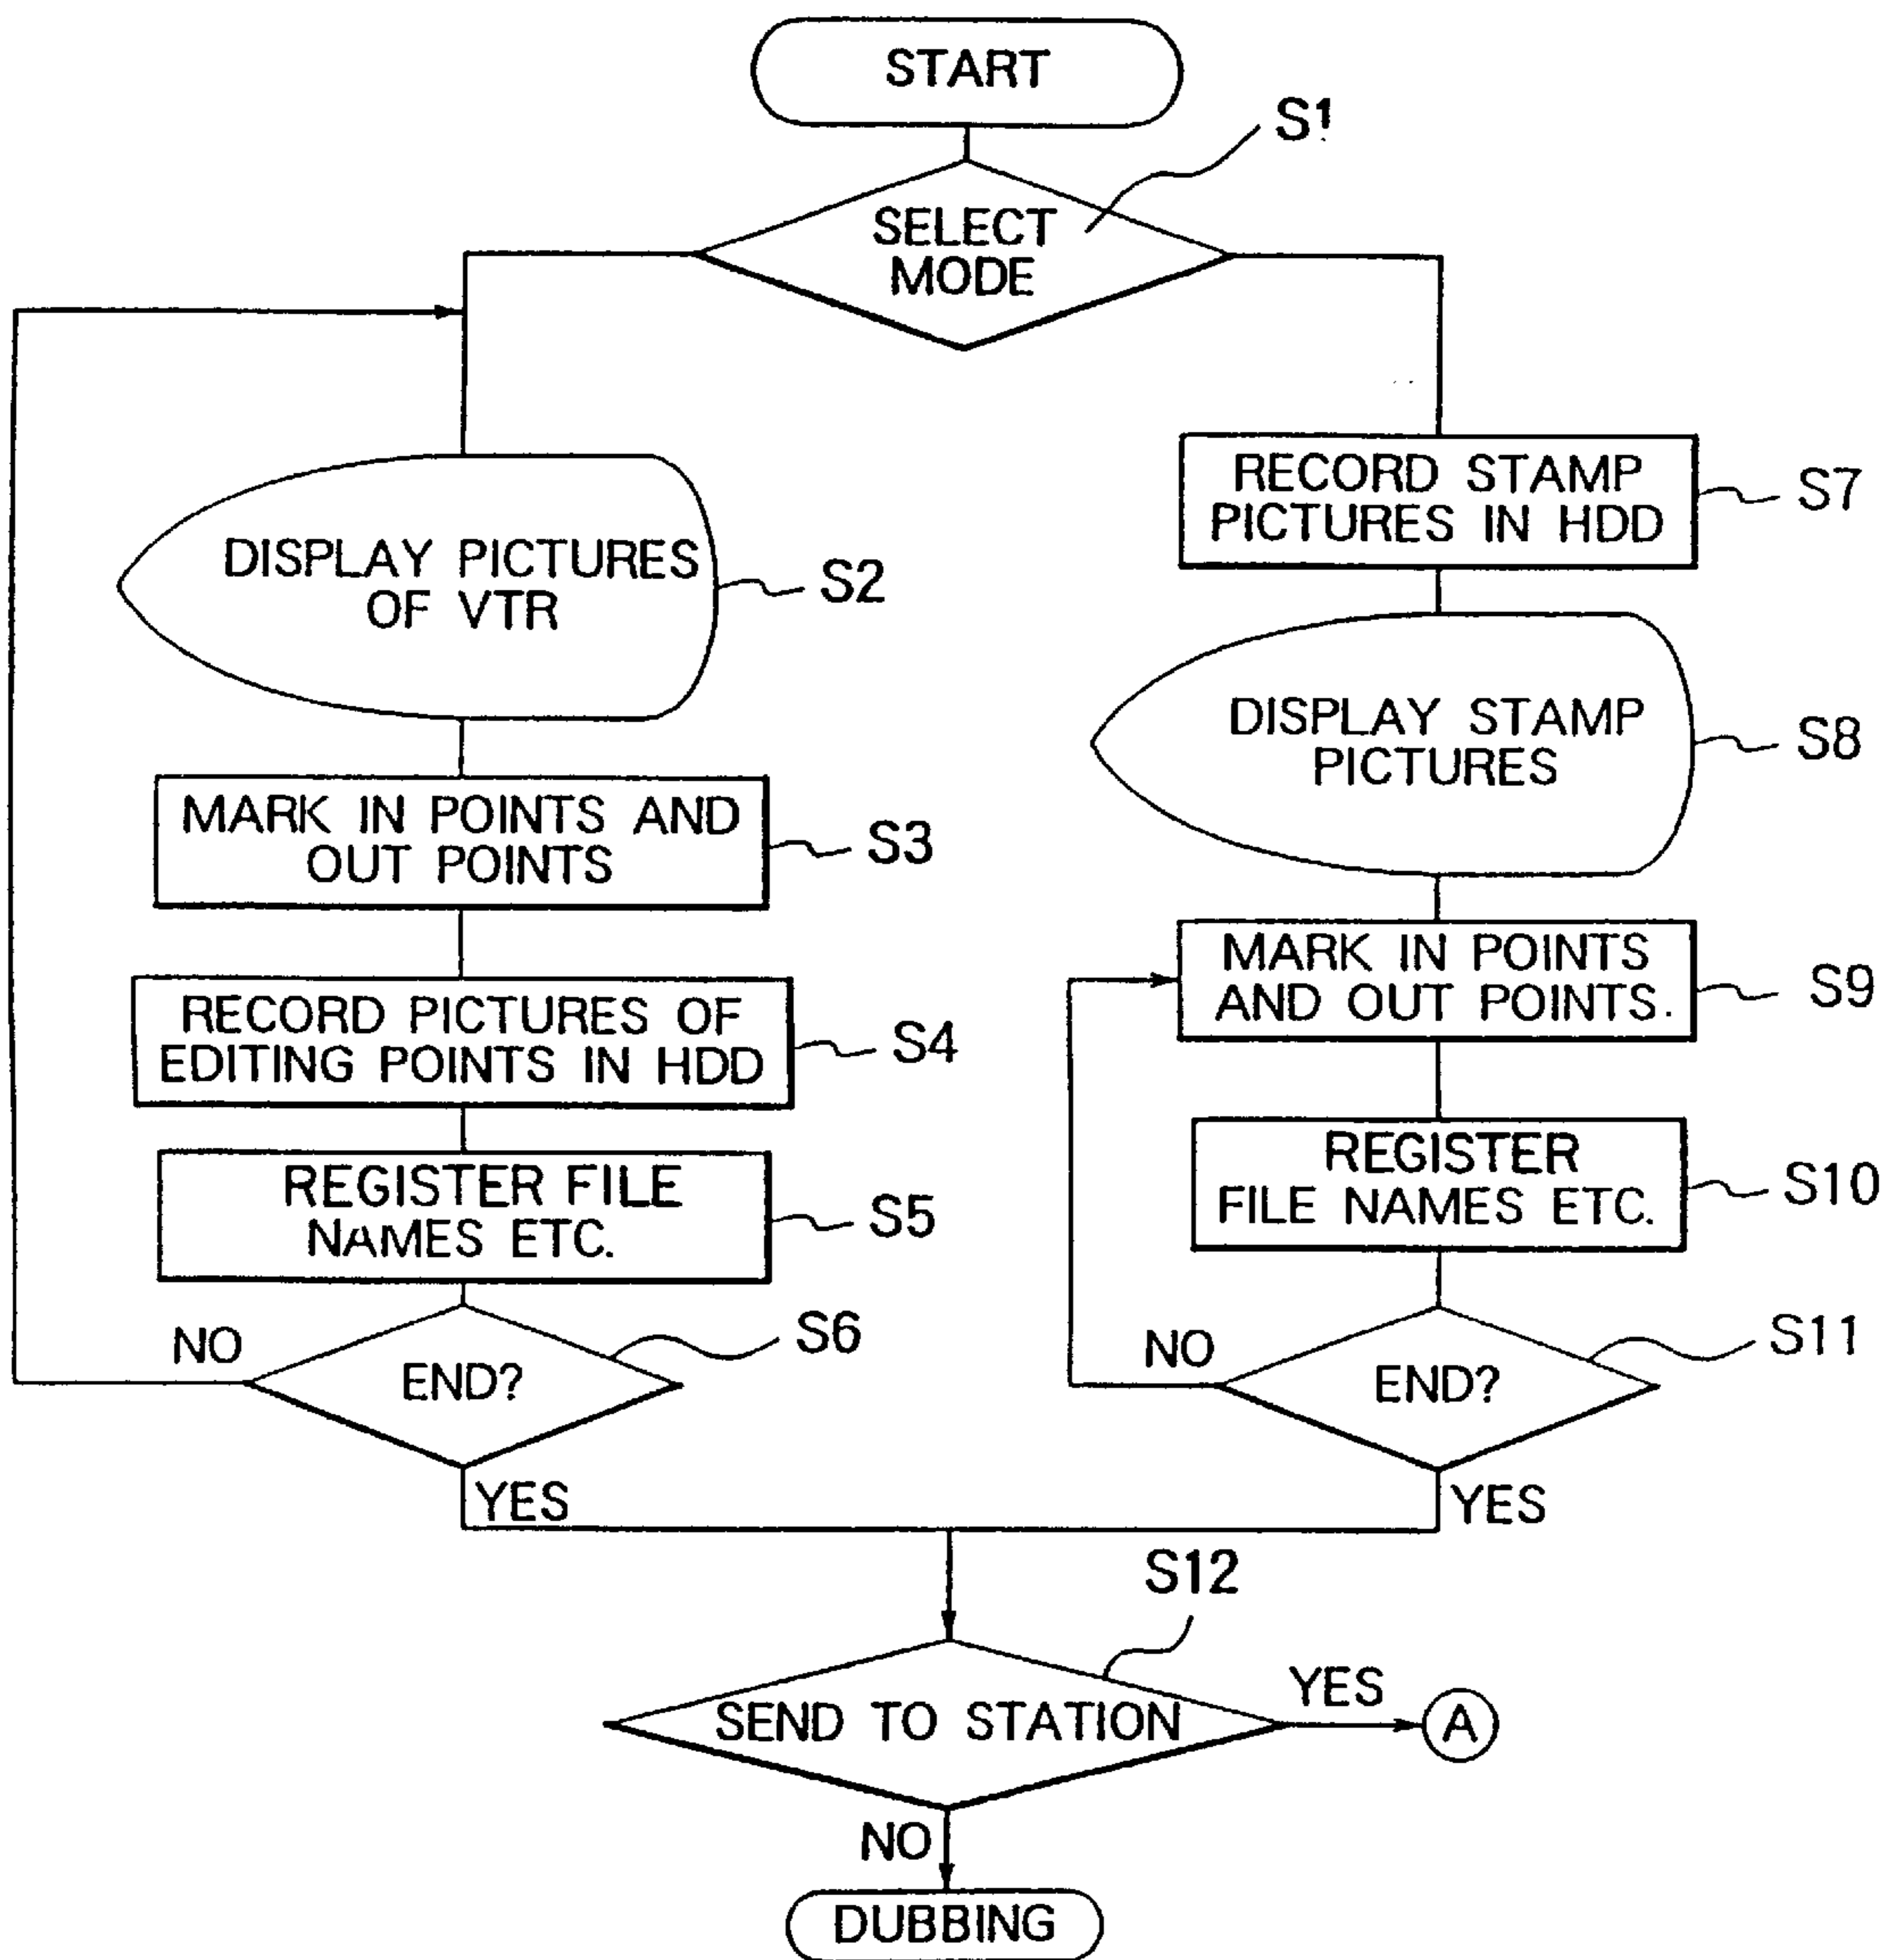 START
S1
SELECT
MODE
DISPLAY PICTURES
OF VTR
S2
MARK IN POINTS AND
OUT POINTS
S3
RECORD PICTURES OF
EDITING POINTS IN HDD
S4
REGISTER FILE
NAMES ETC.
S5
S6
NO
END?
YES
RECORD STAMP
PICTURES IN HDD
S7
DISPLAY STAMP
PICTURES
S8
MARK IN POINTS
AND OUT POINTS.
S9
REGISTER
FILE NAMES ETC.
S10
S11
NO
END?
YES
S12
SEND TO STATION
YES
A
NO
DUBBING